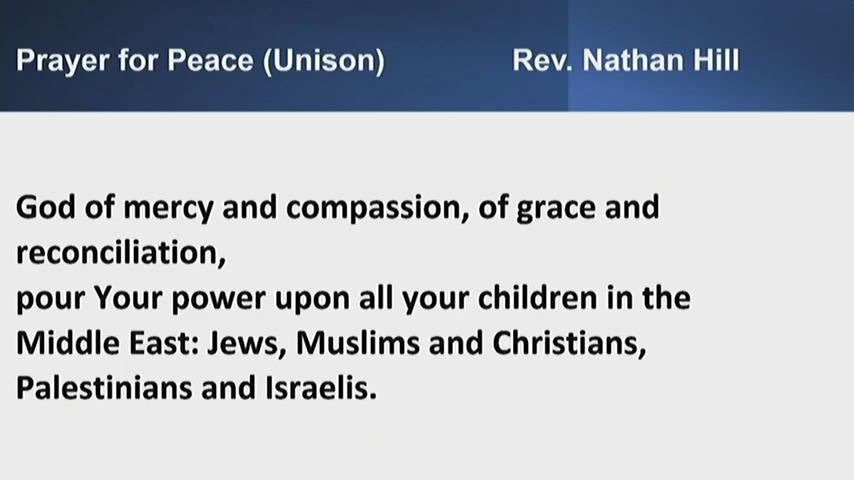 Prayer for Peace (Unison) Rev. Nathan Hill
God of mercy and compassion, of grace and
reconciliation,
pour Your power upon all your children in the
Middle East: Jews, Muslims and Christians,
Palestinians and Israelis.